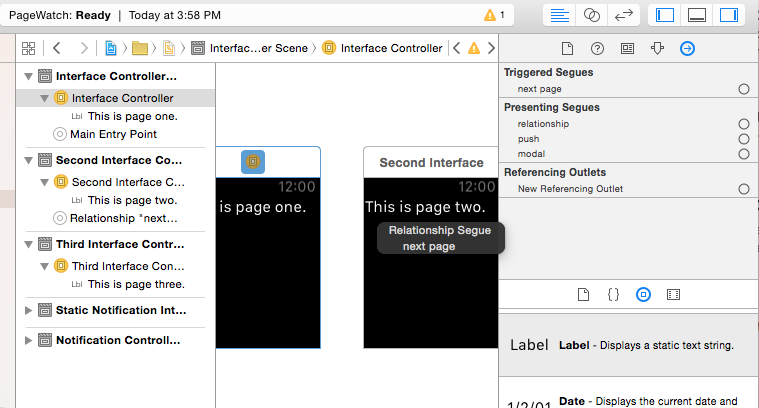 PageWatch: Ready | Today at 3:58 PM
1
Interfac...er Scene
Interface Controller
Interface Controller...
Interface Controller
Lbl This is page one.
Main Entry Point
Second Interface Co...
Second Interface C...
Lbl This is page two.
Relationship "next...
Third Interface Contr...
Third Interface Con...
Lbl This is page three.
Static Notification Int...
Notification Controll...
12:00
is page one.
Second Interface
12:00
This is page two.
Relationship Segue
next page
Triggered Segues
next page
Presenting Segues
relationship
push
modal
Referencing Outlets
New Referencing Outlet
{}
Label Label - Displays a static text string.
1/2/01 Date - Displays the current date and